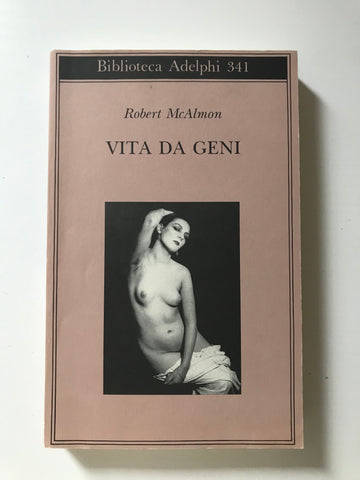 Biblioteca Adelphi 341
Robert McAlmon
VITA DA GENI